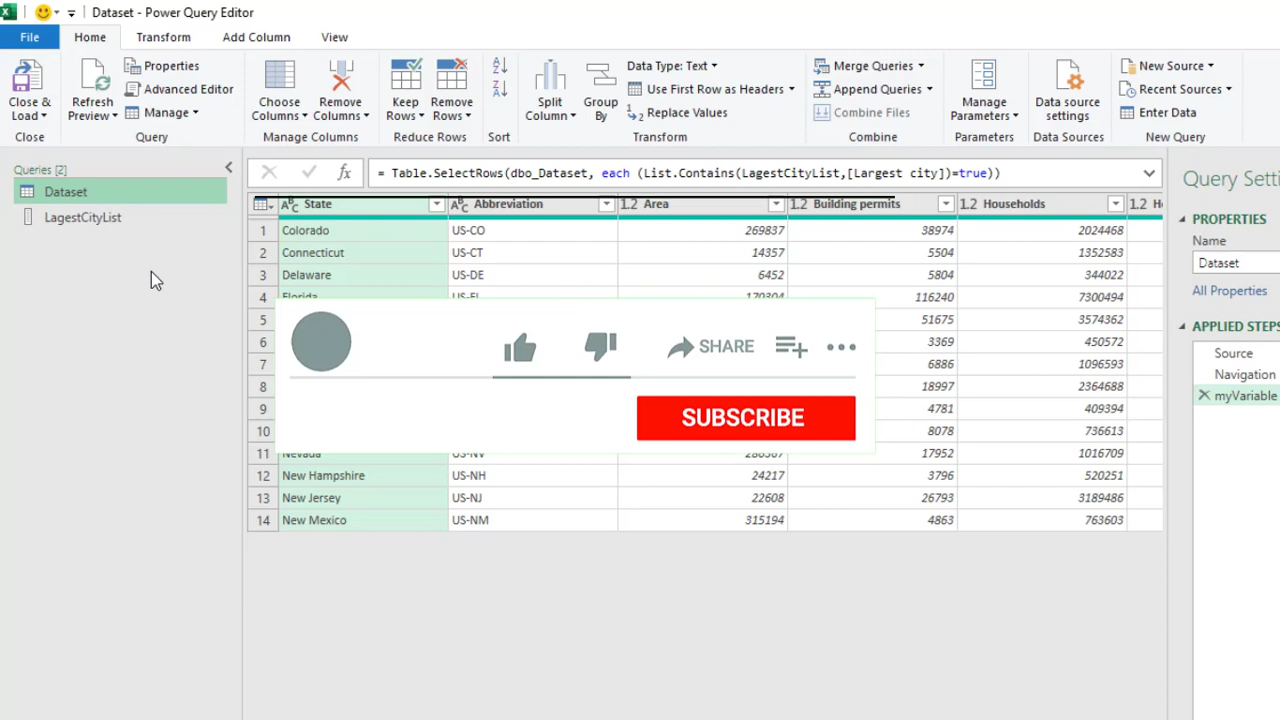 Dataset - Power Query Editor
File Home Transform Add Column View
Close & Load
Refresh Preview
Properties
Advanced Editor
Manage
Choose Columns
Remove Columns
Keep Rows
Remove Rows
Split Column
Group By
Data Type: Text
Use First Row as Headers
Replace Values
Merge Queries
Append Queries
Combine Files
Manage Parameters
Data source settings
New Source
Recent Sources
Enter Data
Close Query Manage Columns Reduce Rows Sort Transform Combine Parameters Data Sources New Query
Queries [2]
Dataset
LagestCityList
fx = Table.SelectRows(dbo_Dataset, each (List.Contains(LagestCityList,[Largest city])=true))
State Abbreviation 1.2 Area 1.2 Building permits 1.2 Households 1.2
1 Colorado US-CO 269837 38974 2024468
2 Connecticut US-CT 14357 5504 1352583
3 Delaware US-DE 6452 5804 344022
4 Florida US-FL 170304 116240 7300494
5 51675 3574362
6 3369 450572
7 6886 1096593
8 18997 2364688
9 4781 409394
10 8078 736613
11 Nevada US-NV 17952 1016709
12 New Hampshire US-NH 24217 3796 520251
13 New Jersey US-NJ 22608 26793 3189486
14 New Mexico US-NM 315194 4863 763603
SHARE
SUBSCRIBE
Query Setti
PROPERTIES
Name
Dataset
All Properties
APPLIED STEPS
Source
Navigation
myVariable